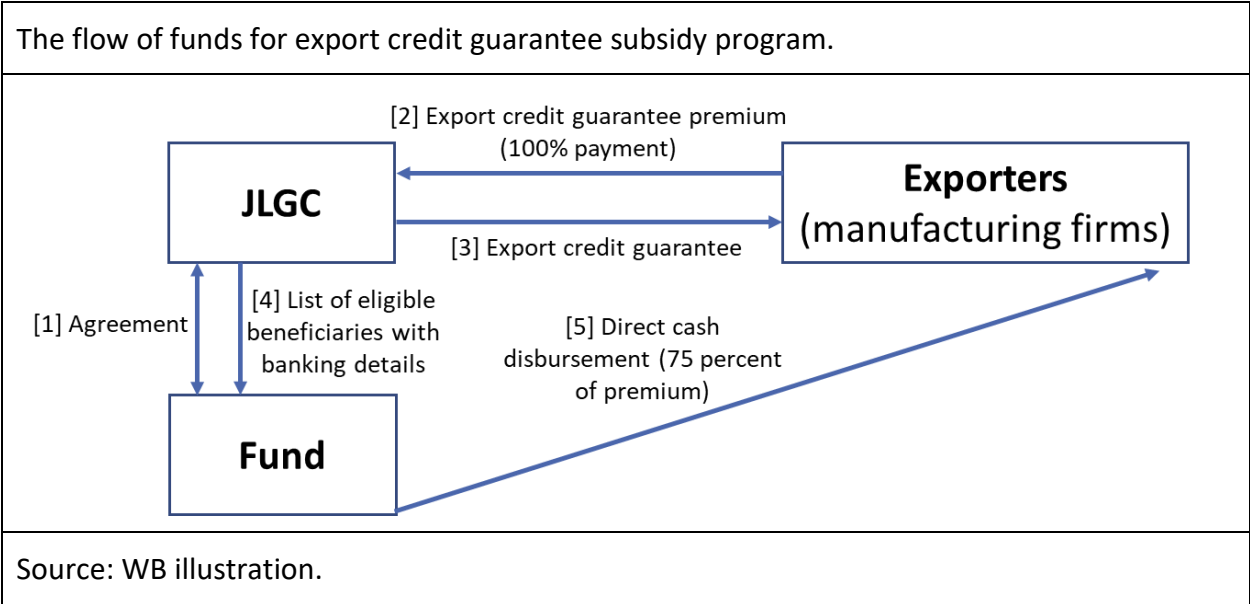 The flow of funds for export credit guarantee subsidy program.
[2] Export credit guarantee premium
(100% payment)
JLGC
Exporters
(manufacturing firms)
[3] Export credit guarantee
[1] Agreement
[4] List of eligible
beneficiaries with
banking details
[5] Direct cash
disbursement (75 percent
of premium)
Fund
Source: WB illustration.